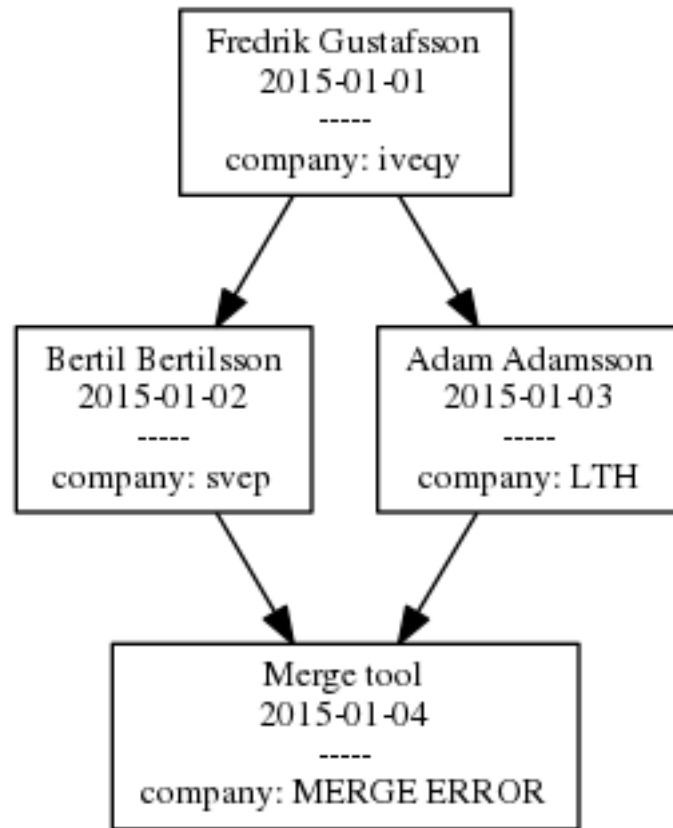 Fredrik Gustafsson
2015-01-01
-----
company: iveqy
Bertil Bertilsson
2015-01-02
-----
company: svep
Adam Adamsson
2015-01-03
-----
company: LTH
Merge tool
2015-01-04
-----
company: MERGE ERROR